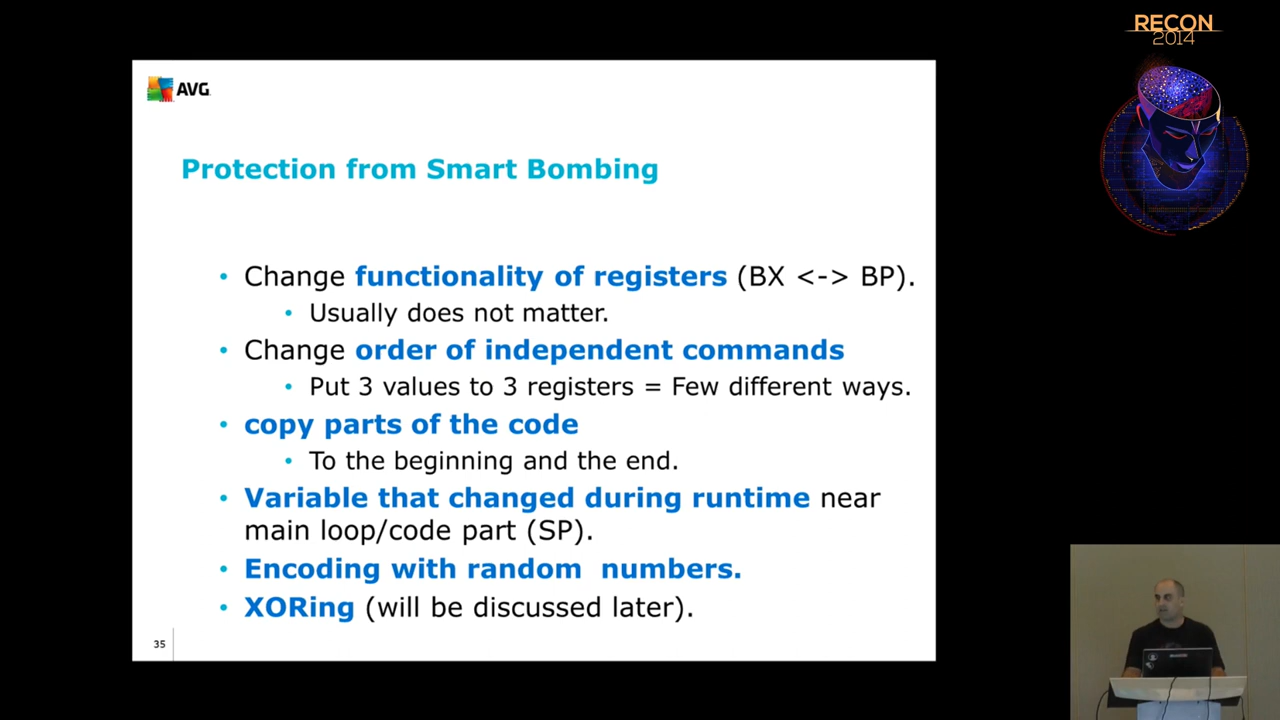 RECON
2014
AVG
Protection from Smart Bombing
• Change functionality of registers (BX <-> BP).
• Usually does not matter.
• Change order of independent commands
• Put 3 values to 3 registers = Few different ways.
• copy parts of the code
• To the beginning and the end.
• Variable that changed during runtime near
main loop/code part (SP).
• Encoding with random numbers.
• XORing (will be discussed later).
35